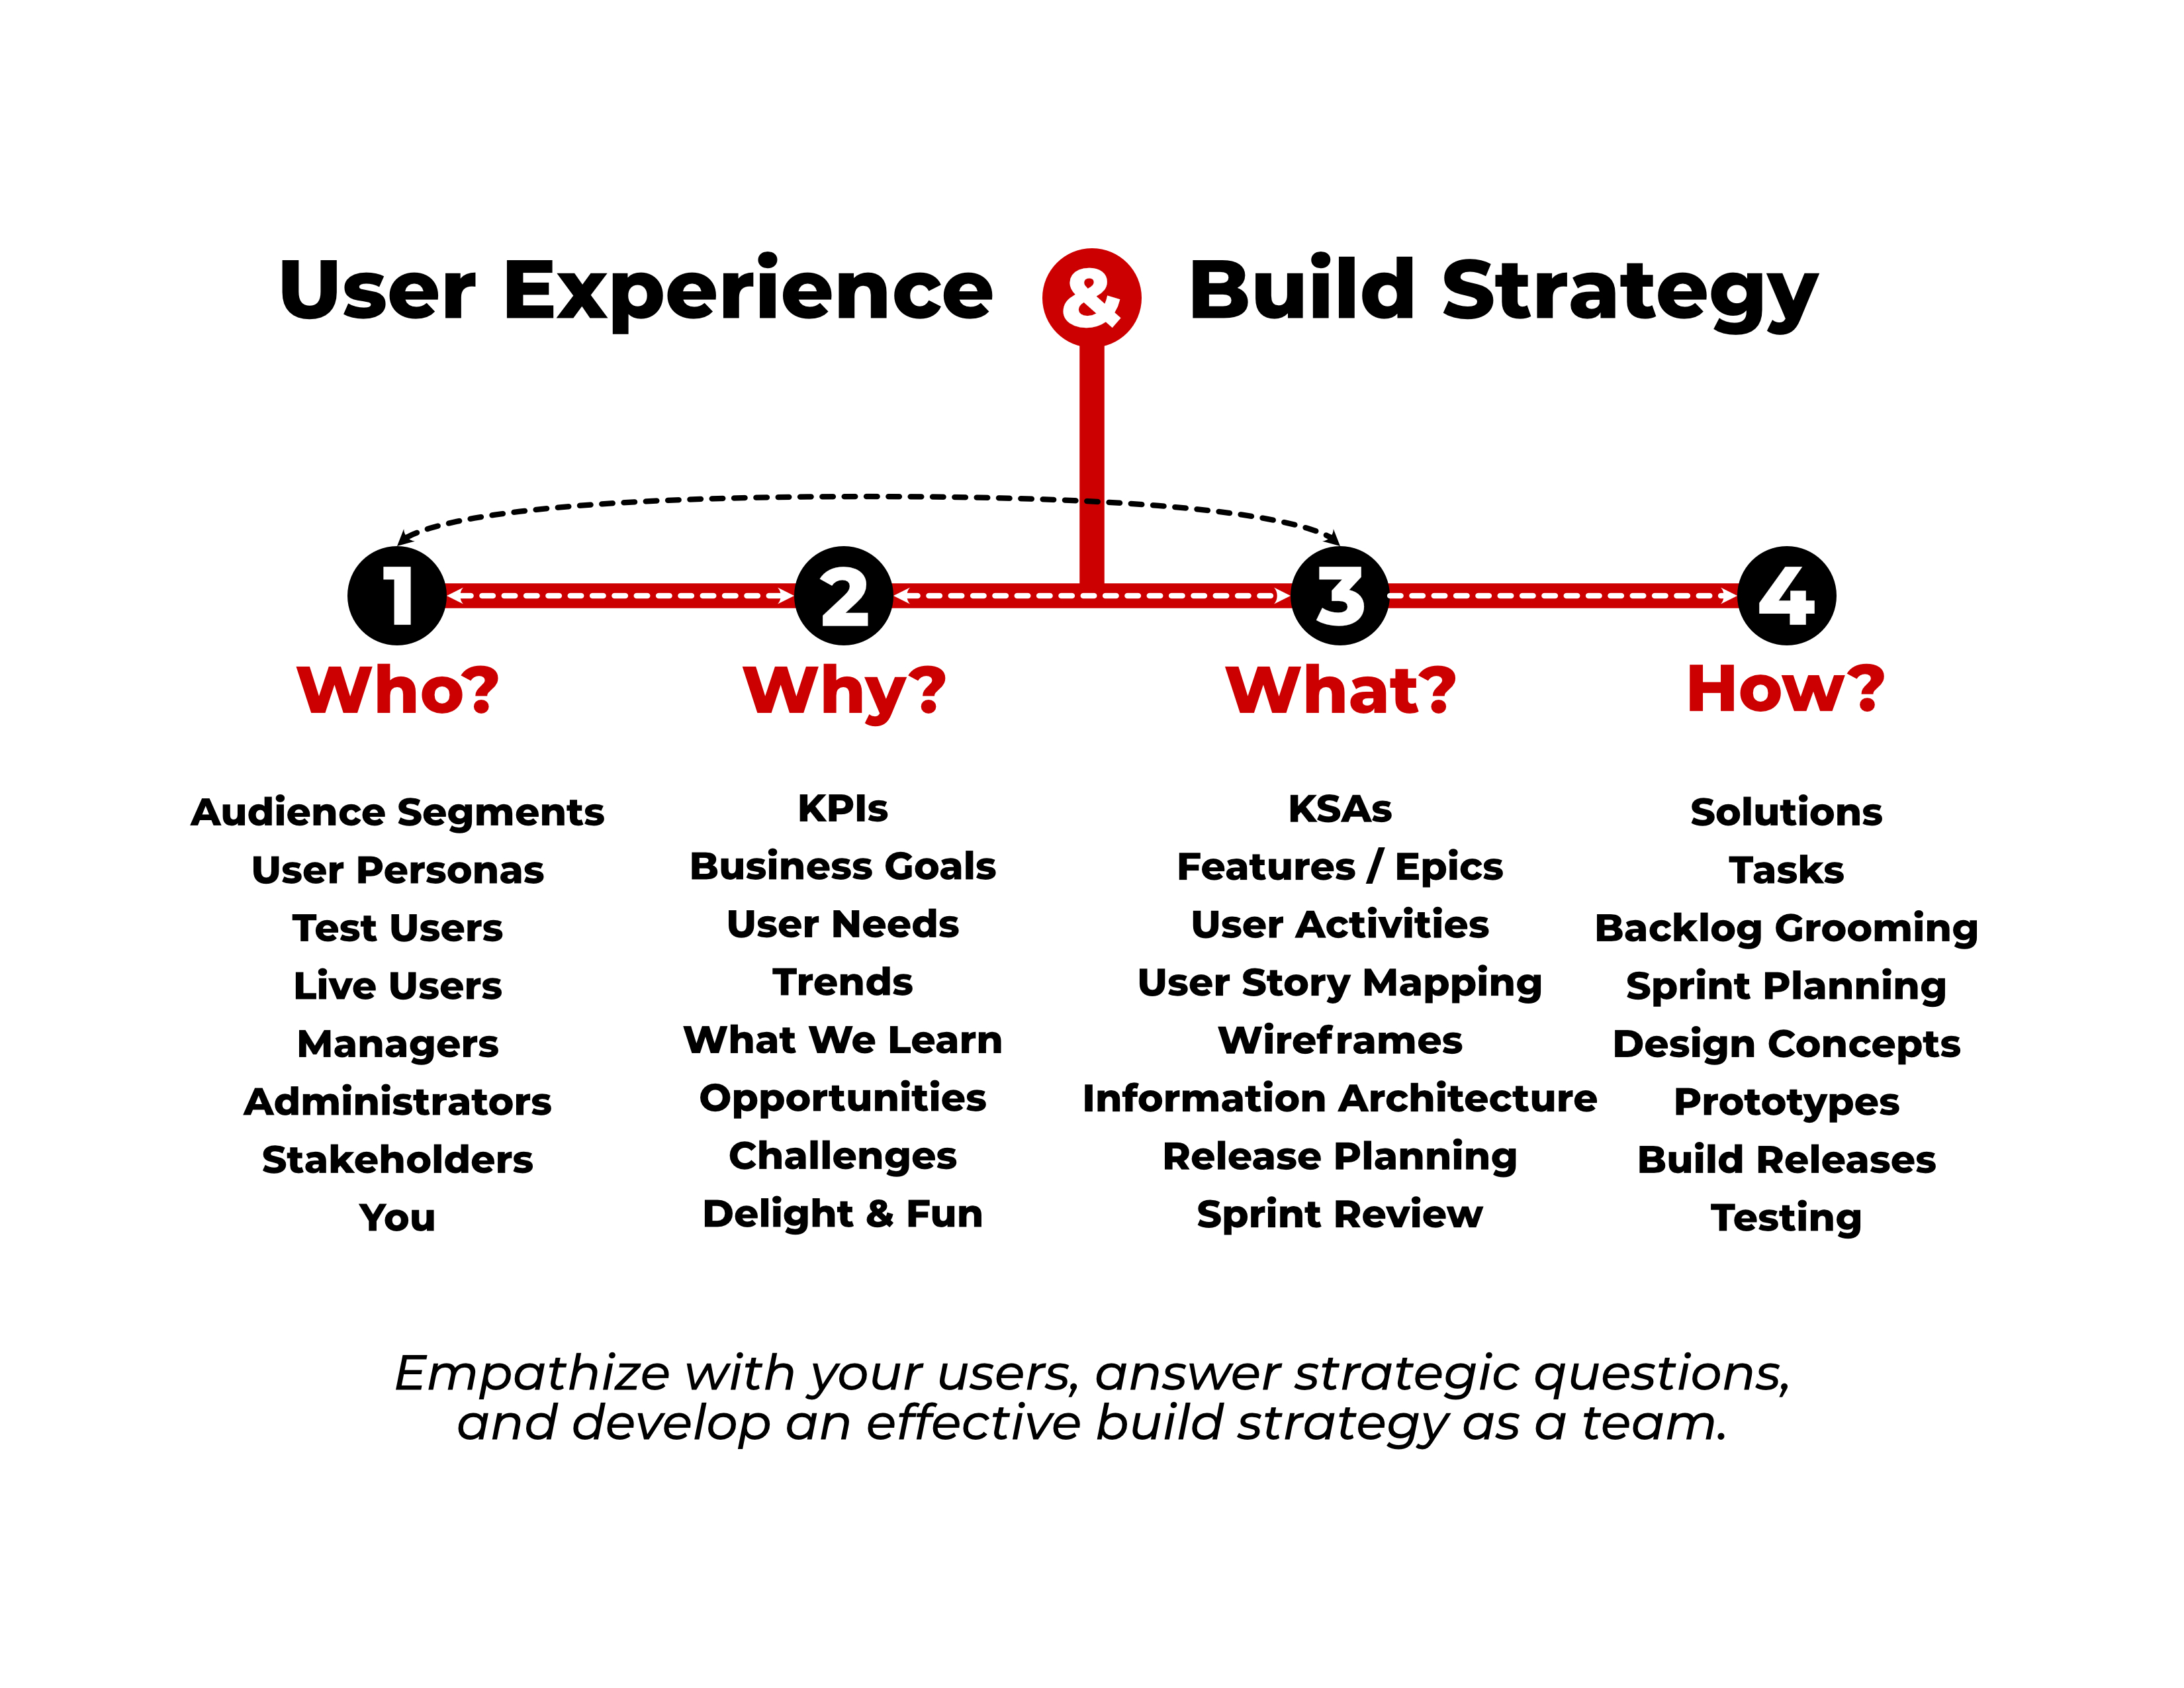 User Experience & Build Strategy
1 2 3 4
Who? Why? What? How?
Audience Segments
User Personas
Test Users
Live Users
Managers
Administrators
Stakeholders
You
KPIs
Business Goals
User Needs
Trends
What We Learn
Opportunities
Challenges
Delight & Fun
KSAs
Features / Epics
User Activities
User Story Mapping
Wireframes
Information Architecture
Release Planning
Sprint Review
Solutions
Tasks
Backlog Grooming
Sprint Planning
Design Concepts
Prototypes
Build Releases
Testing
Empathize with your users, answer strategic questions,
and develop an effective build strategy as a team.